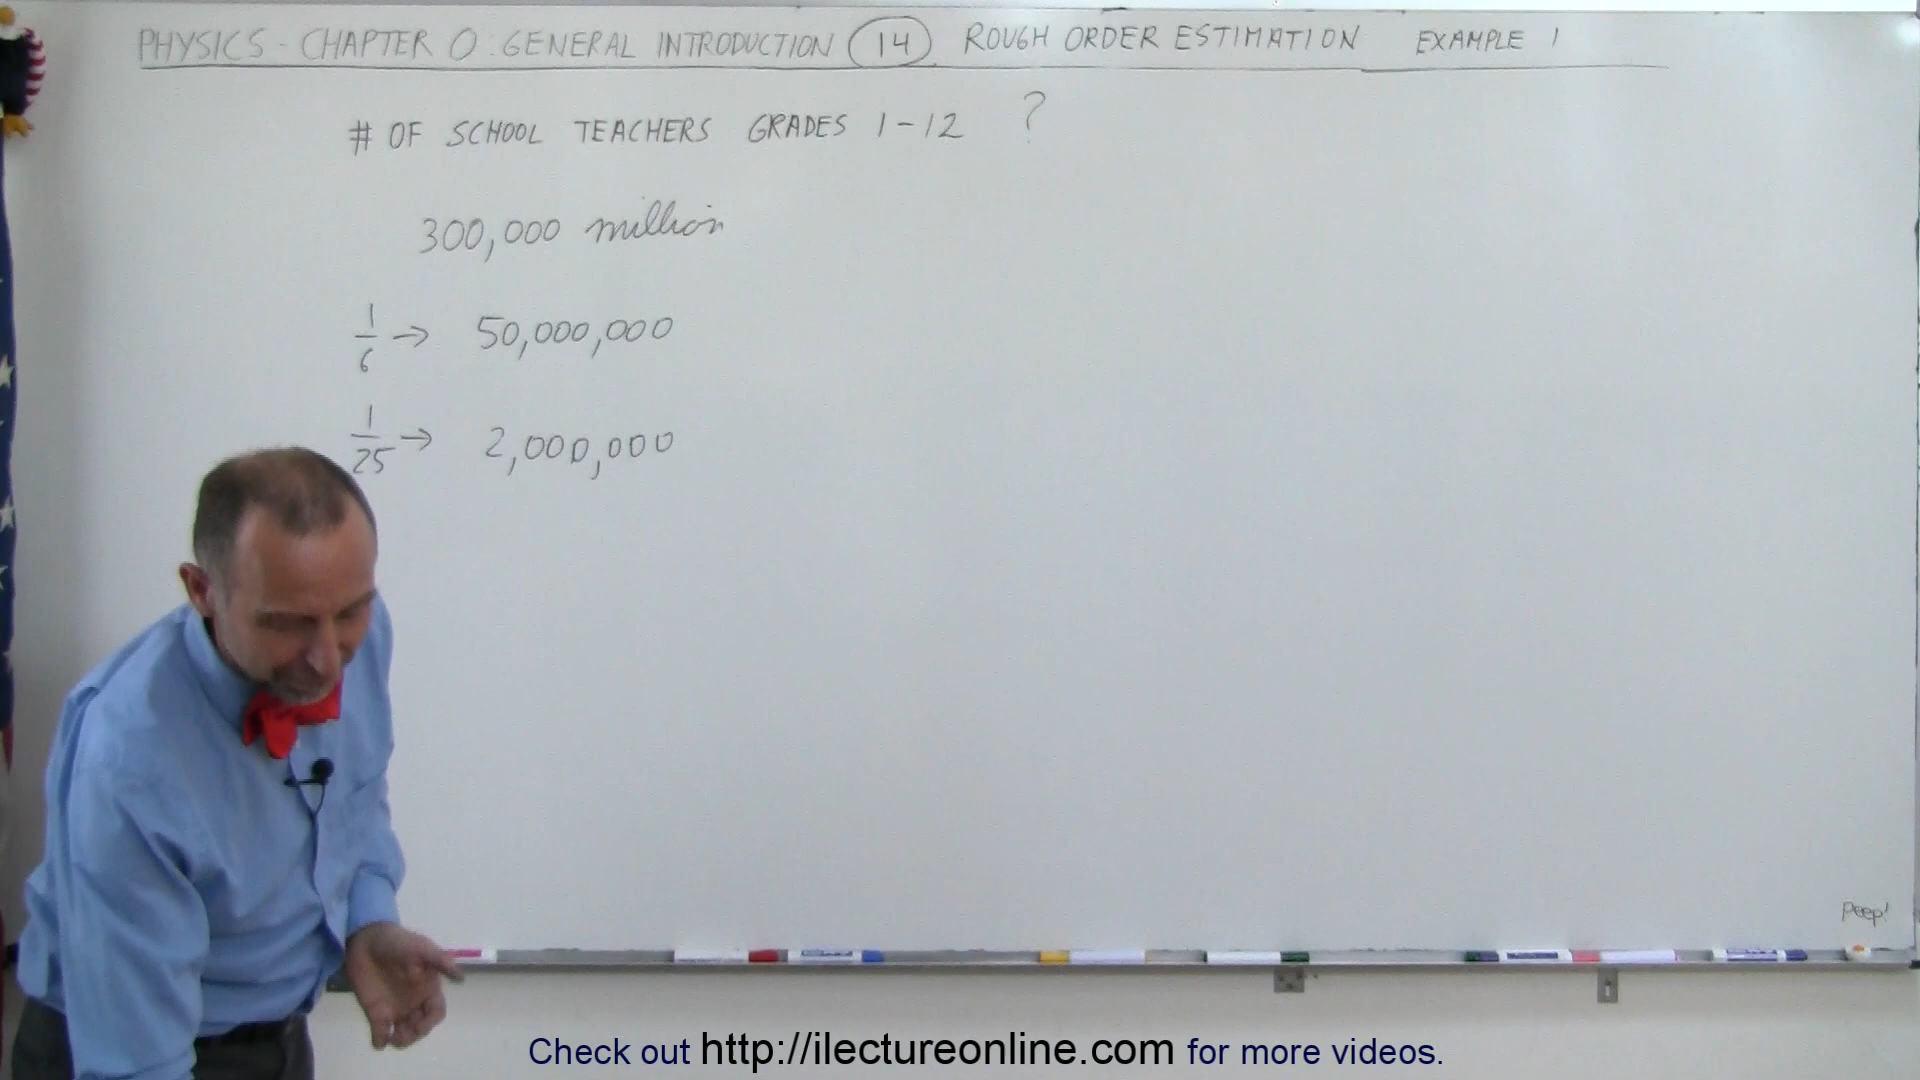 PHYSICS - CHAPTER 0: GENERAL INTRODUCTION 14 ROUGH ORDER ESTIMATION EXAMPLE 1
# OF SCHOOL TEACHERS GRADES 1-12 ?
300,000 million
1/6 → 50,000,000
1/25 → 2,000,000
Peep!
Check out http://ilectureonline.com for more videos.